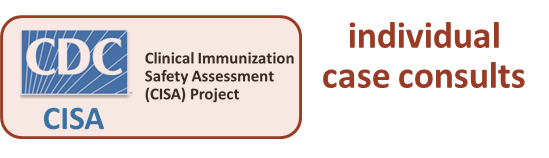 CDC
CISA
Clinical Immunization
Safety Assessment
(CISA) Project
individual
case consults